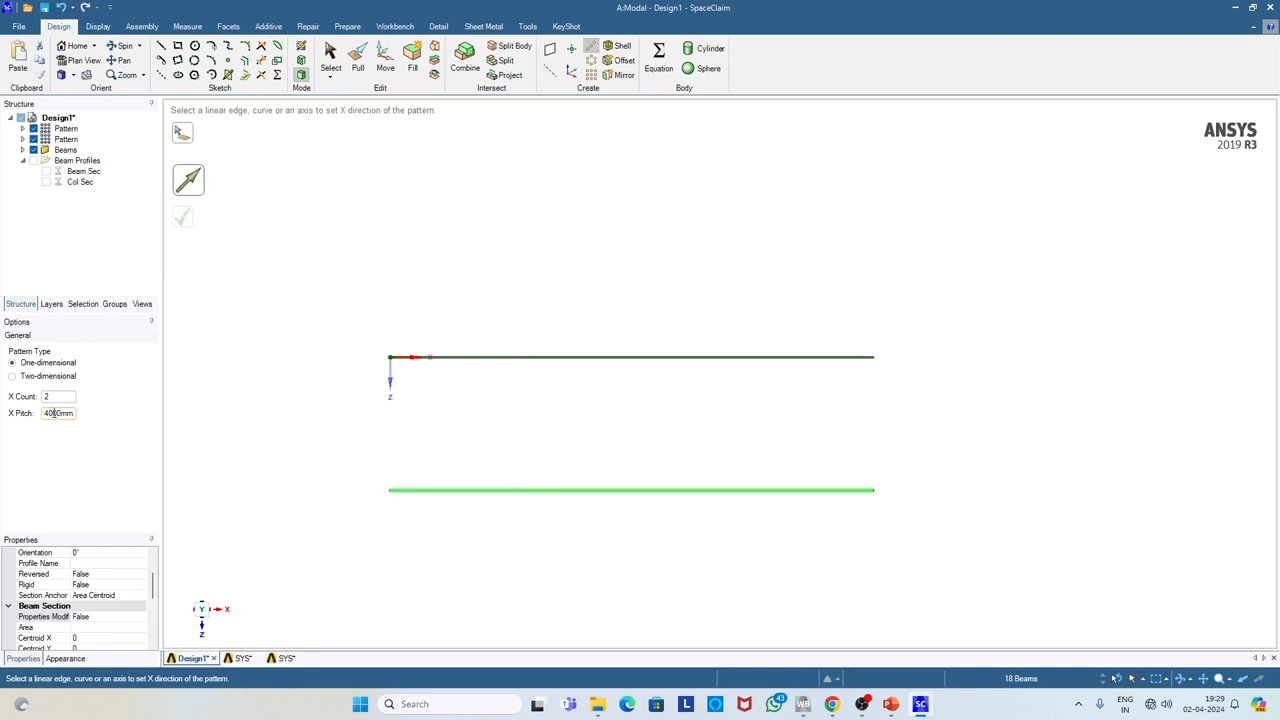 A:Modal - Design1 - SpaceClaim
File Design Display Assembly Measure Facets Additive Repair Prepare Workbench Detail Sheet Metal Tools KeyShot
Paste
Home Spin
Plan View Pan
Zoom
Select Pull Move Fill
Combine
Split Body
Split
Project
Shell
Offset
Mirror
Equation
Cylinder
Sphere
Clipboard Orient Sketch Mode Edit Intersect Create Body
Structure
Design1*
Pattern
Pattern
Beams
Beam Profiles
Beam Sec
Col Sec
Structure Layers Selection Groups Views
Options
General
Pattern Type
One-dimensional
Two-dimensional
X Count: 2
X Pitch: 4000mm
Properties
Orientation 0°
Profile Name
Reversed False
Rigid False
Section Anchor Area Centroid
Beam Section
Properties Modif False
Area
Centroid X 0
Centroid Y 0
Properties Appearance
Select a linear edge, curve or an axis to set X direction of the pattern.
ANSYS
2019 R3
X
Z
Y X
Z
Design1* SYS* SYS*
Select a linear edge, curve or an axis to set X direction of the pattern.
18 Beams
Search
43
ENG
IN
19:29
02-04-2024